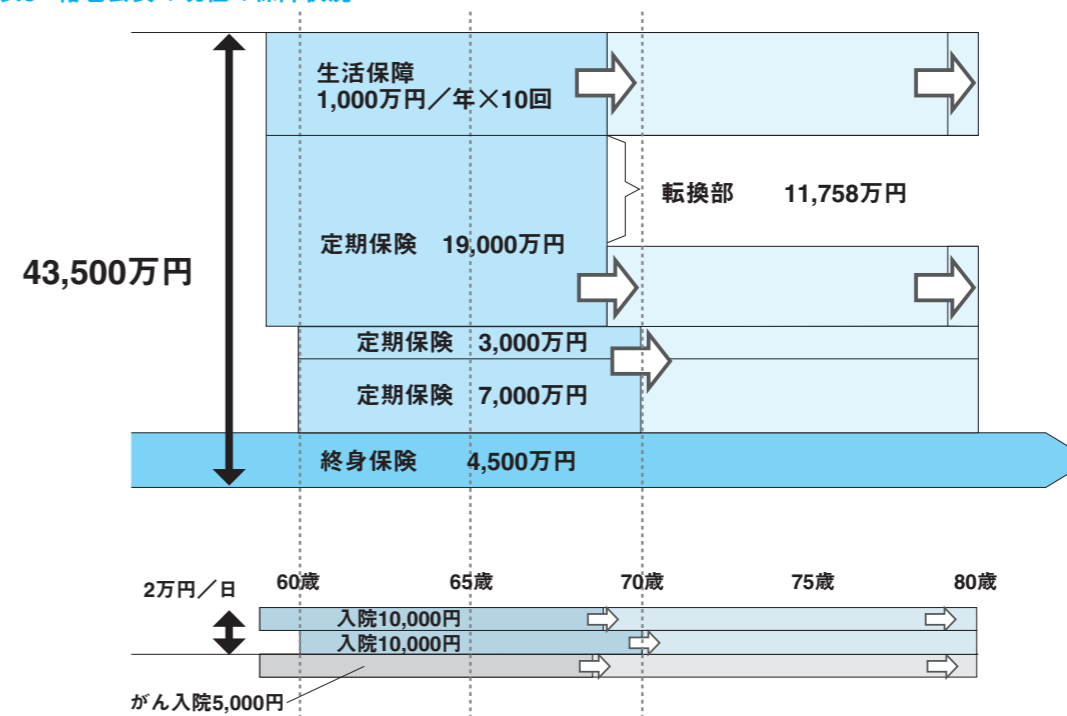 生活保障
1,000万円／年×10回
転換部　11,758万円
定期保険　19,000万円
43,500万円
定期保険　3,000万円
定期保険　7,000万円
終身保険　4,500万円
2万円／日
60歳　65歳　70歳　75歳　80歳
入院10,000円
入院10,000円
がん入院5,000円